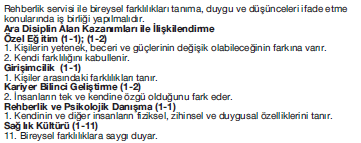 Rehberlik servisi ile bireysel farklılıkları tanıma, duygu ve düşünceleri ifade etme
konularında iş birliği yapılmalıdır.
Ara Disiplin Alan Kazanımları ile İlişkilendirme
Özel Eğitim (1-1); (1-2)
1. Kişilerin yetenek, beceri ve güçlerinin değişik olabileceğinin farkına varır.
2. Kendi farklılığını kabullenir.
Girişimcilik (1-1)
1. Kişiler arasındaki farklılıkları tanır.
Kariyer Bilinci Geliştirme (1-2)
2. İnsanların tek ve kendine özgü olduğunu fark eder.
Rehberlik ve Psikolojik Danışma (1-1)
1. Kendinin ve diğer insanların fiziksel, zihinsel ve duygusal özelliklerini tanır.
Sağlık Kültürü (1-11)
11. Bireysel farklılıklara saygı duyar.